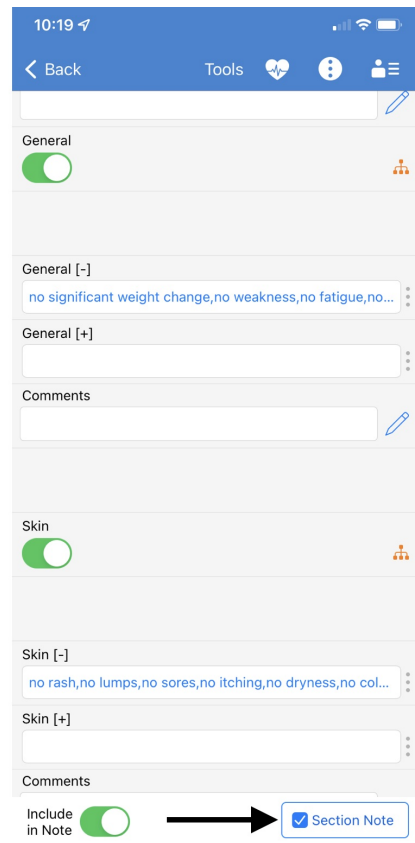 10:19
Back Tools
General
General [-]
no significant weight change,no weakness,no fatigue,no...
General [+]
Comments
Skin
Skin [-]
no rash,no lumps,no sores,no itching,no dryness,no col...
Skin [+]
Comments
Include
in Note
Section Note